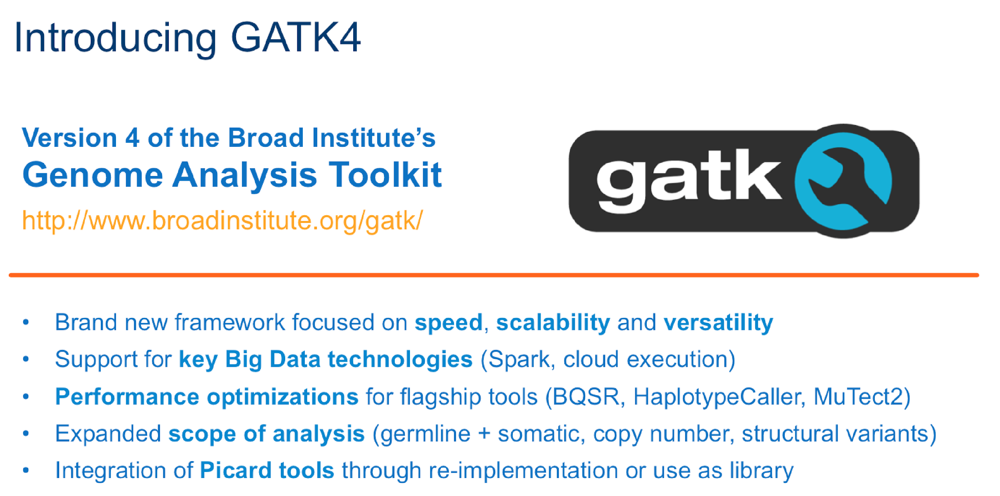 Introducing GATK4
Version 4 of the Broad Institute’s
Genome Analysis Toolkit
http://www.broadinstitute.org/gatk/
gatk
• Brand new framework focused on speed, scalability and versatility
• Support for key Big Data technologies (Spark, cloud execution)
• Performance optimizations for flagship tools (BQSR, HaplotypeCaller, MuTect2)
• Expanded scope of analysis (germline + somatic, copy number, structural variants)
• Integration of Picard tools through re-implementation or use as library